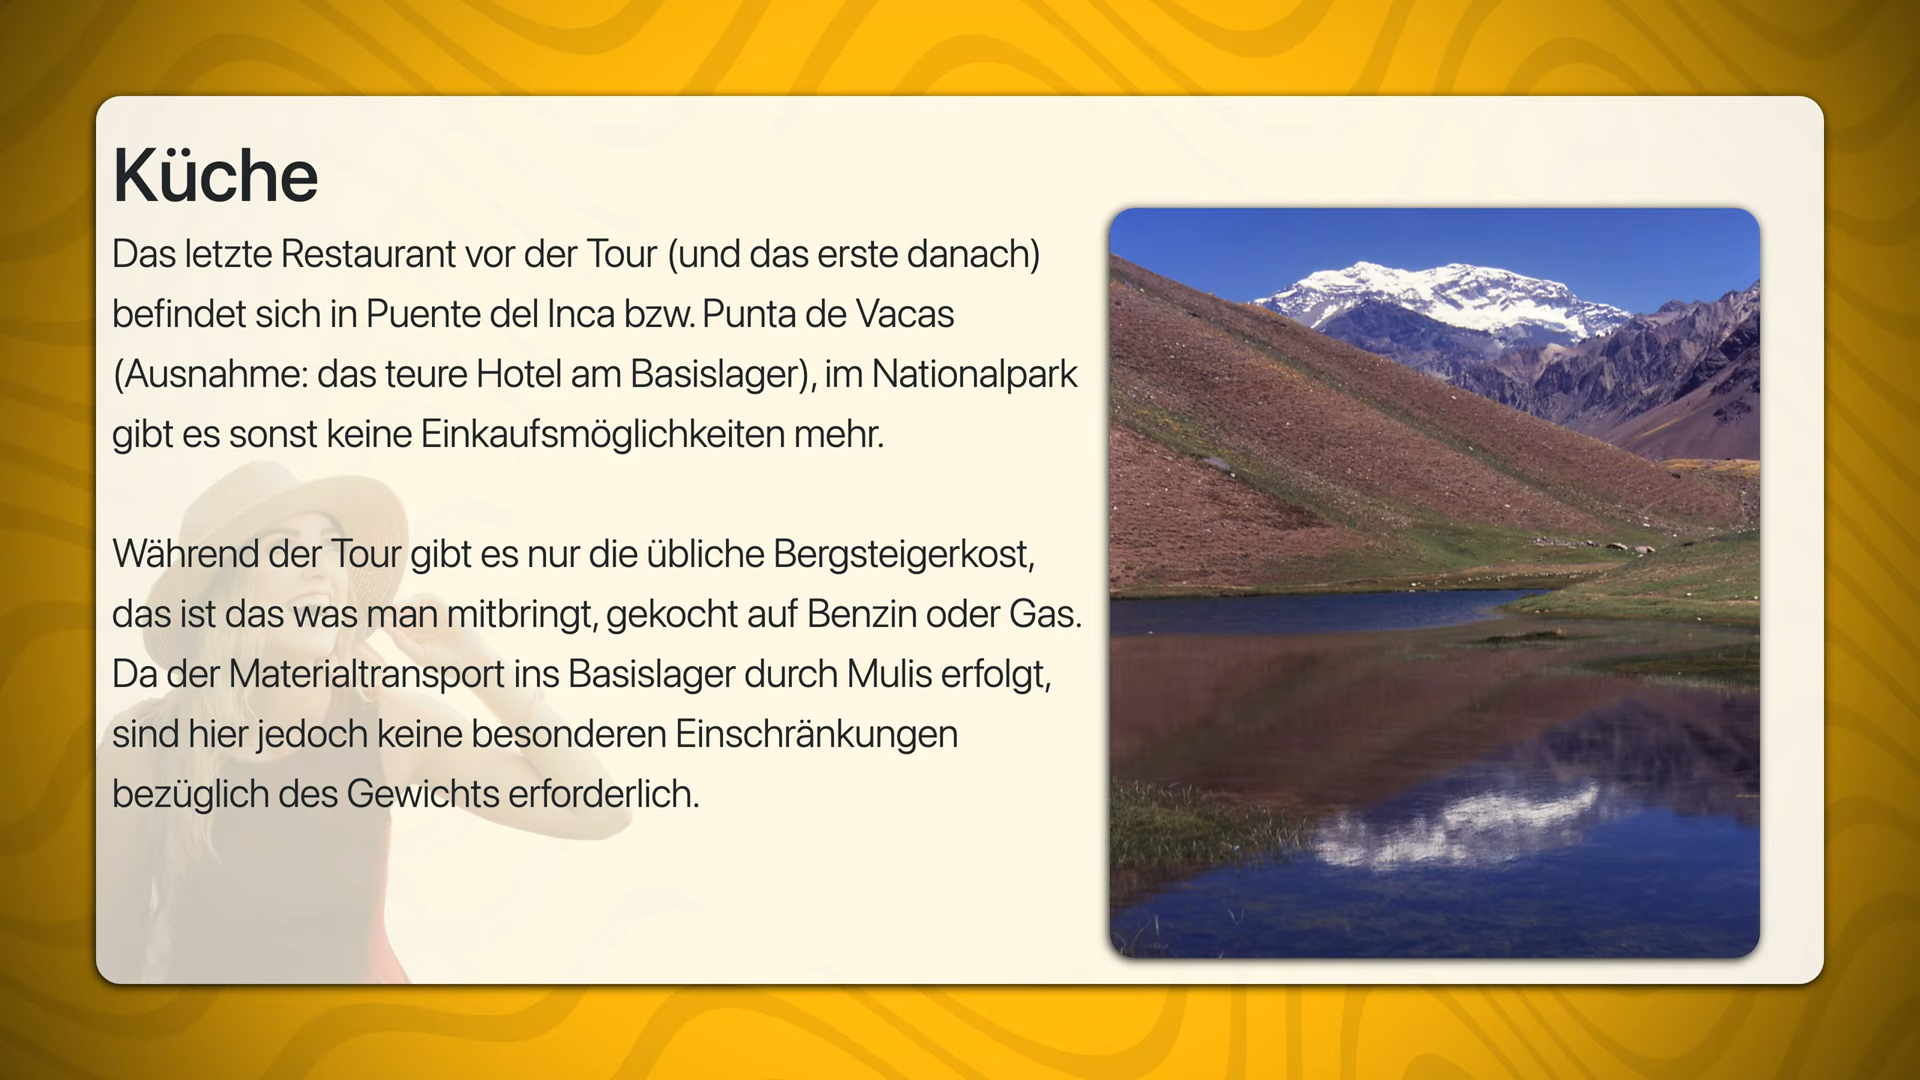 Küche
Das letzte Restaurant vor der Tour (und das erste danach)
befindet sich in Puente del Inca bzw. Punta de Vacas
(Ausnahme: das teure Hotel am Basislager), im Nationalpark
gibt es sonst keine Einkaufsmöglichkeiten mehr.
Während der Tour gibt es nur die übliche Bergsteigerkost,
das ist das was man mitbringt, gekocht auf Benzin oder Gas.
Da der Materialtransport ins Basislager durch Mulis erfolgt,
sind hier jedoch keine besonderen Einschränkungen
bezüglich des Gewichts erforderlich.